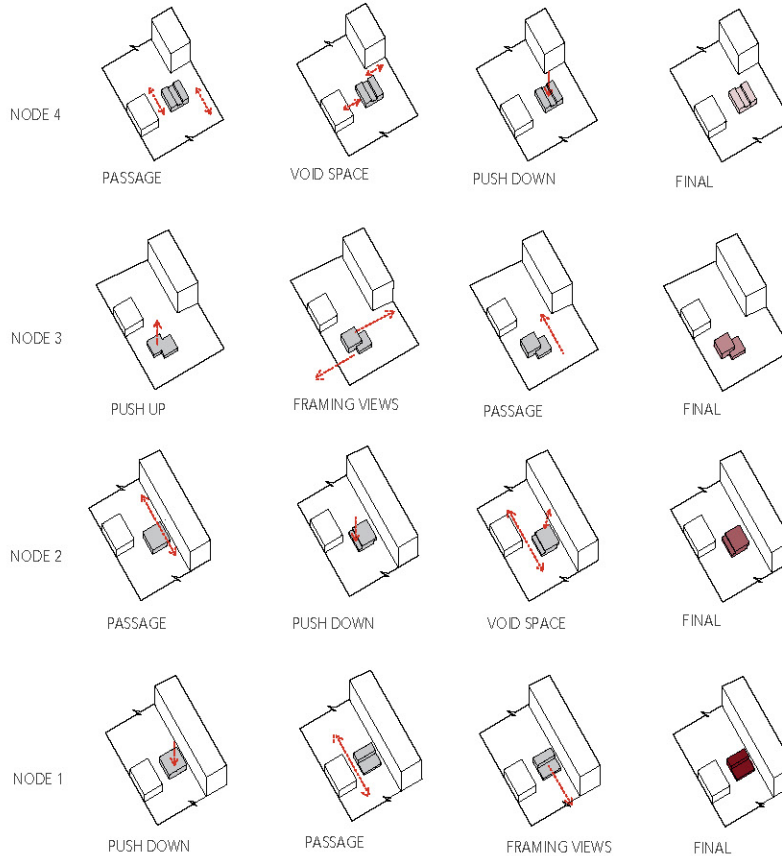 NODE 4
PASSAGE
VOID SPACE
PUSH DOWN
FINAL
NODE 3
PUSH UP
FRAMING VIEWS
PASSAGE
FINAL
NODE 2
PASSAGE
PUSH DOWN
VOID SPACE
FINAL
NODE 1
PUSH DOWN
PASSAGE
FRAMING VIEWS
FINAL